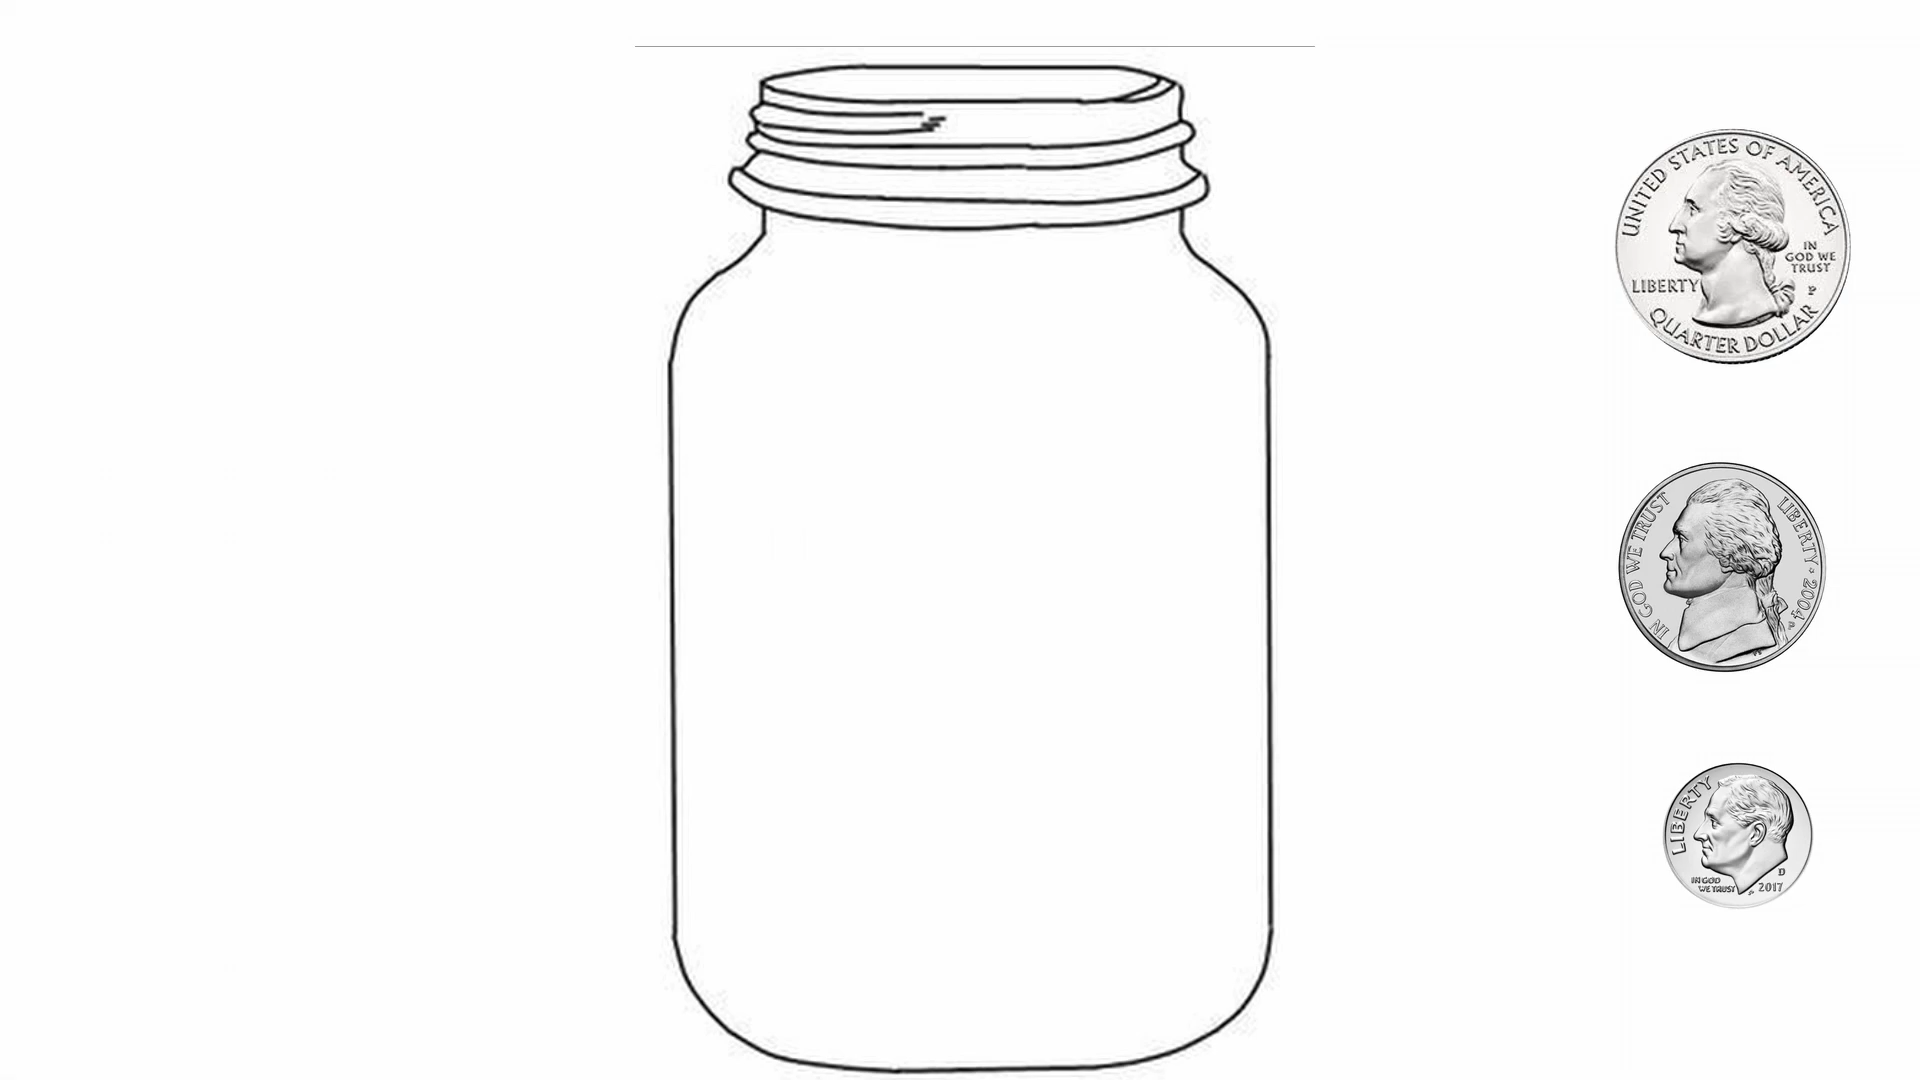 UNITED STATES OF AMERICA
IN
GOD WE
TRUST
LIBERTY
P
QUARTER DOLLAR
IN GOD WE TRUST
LIBERTY * 2004
P
LIBERTY
IN GOD
WE TRUST
D
2017